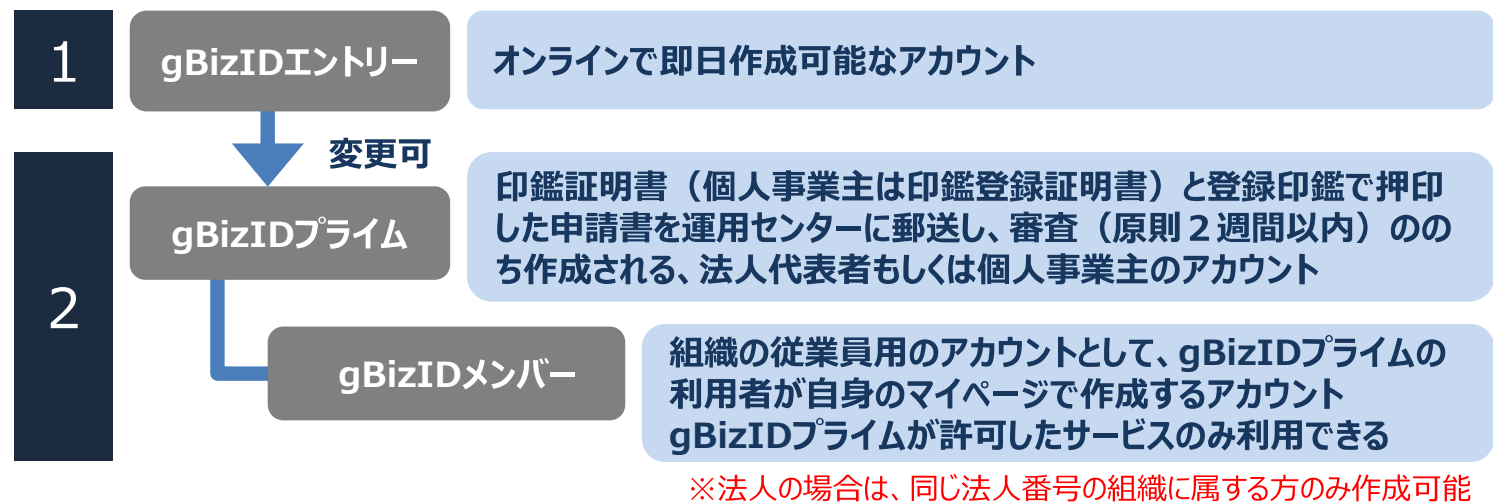 1
gBizIDエントリー
オンラインで即日作成可能なアカウント
変更可
2
gBizIDプライム
印鑑証明書（個人事業主は印鑑登録証明書）と登録印鑑で押印
した申請書を運用センターに郵送し、審査（原則２週間以内）のの
ち作成される、法人代表者もしくは個人事業主のアカウント
gBizIDメンバー
組織の従業員用のアカウントとして、gBizIDプライムの
利用者が自身のマイページで作成するアカウント
gBizIDプライムが許可したサービスのみ利用できる
※法人の場合は、同じ法人番号の組織に属する方のみ作成可能